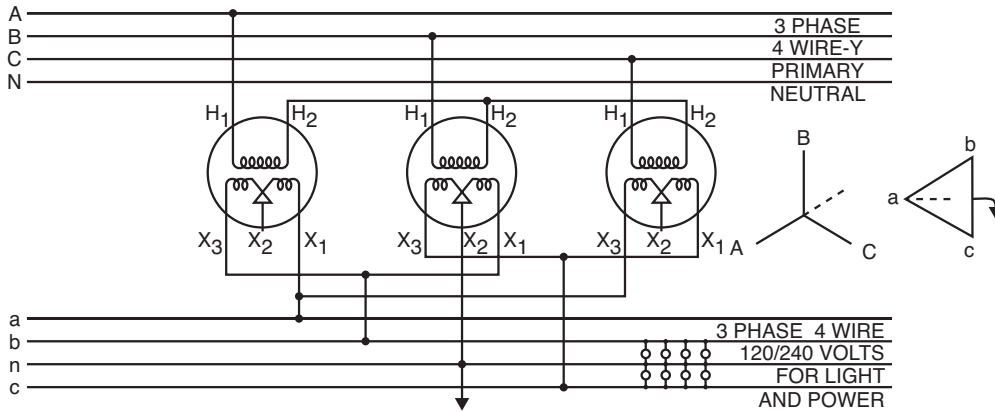 A
B
C
N
3 PHASE
4 WIRE-Y
PRIMARY
NEUTRAL
H1 H2 H1 H2 H1 H2
X3 X2 X1 X3 X2 X1 X3 X2 X1
B
A
C
b
a
c
a
b
n
c
3 PHASE 4 WIRE
120/240 VOLTS
FOR LIGHT
AND POWER